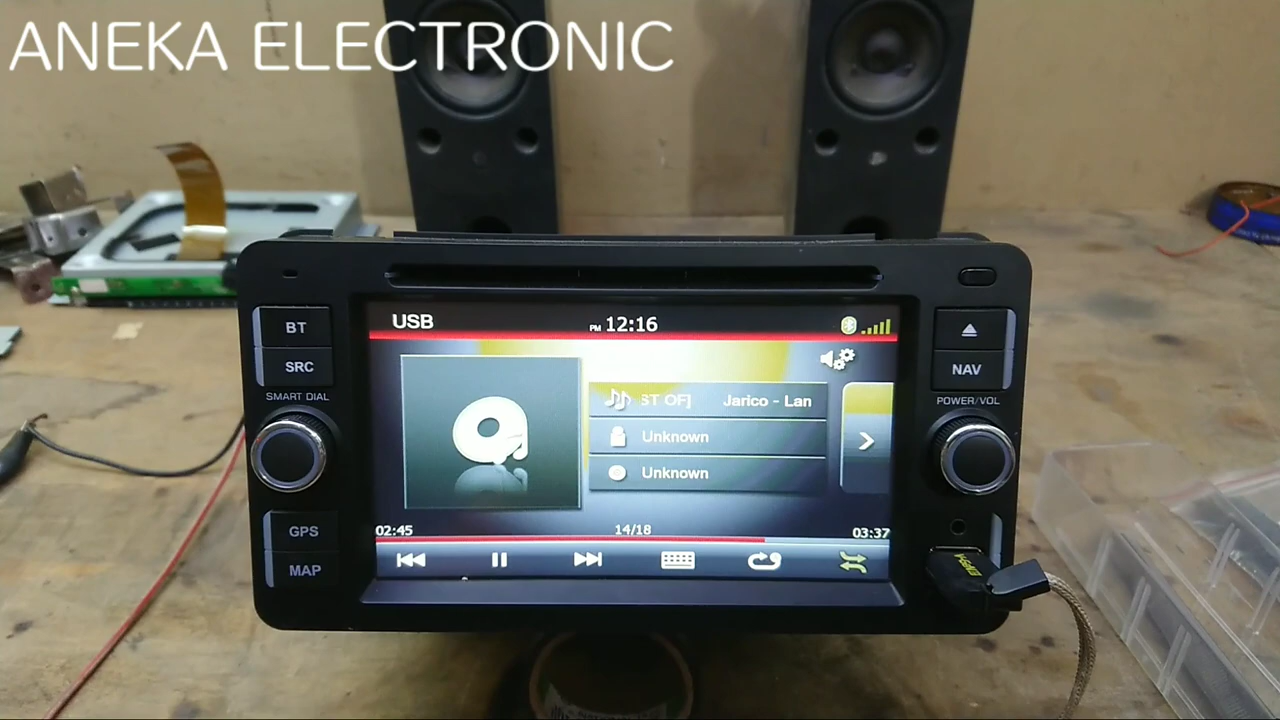 ANEKA ELECTRONIC
USB
PM 12:16
BT
SRC
SMART DIAL
GPS
MAP
ST OF] Jarico - Lan
Unknown
Unknown
02:45
14/18
03:37
NAV
POWER/VOL